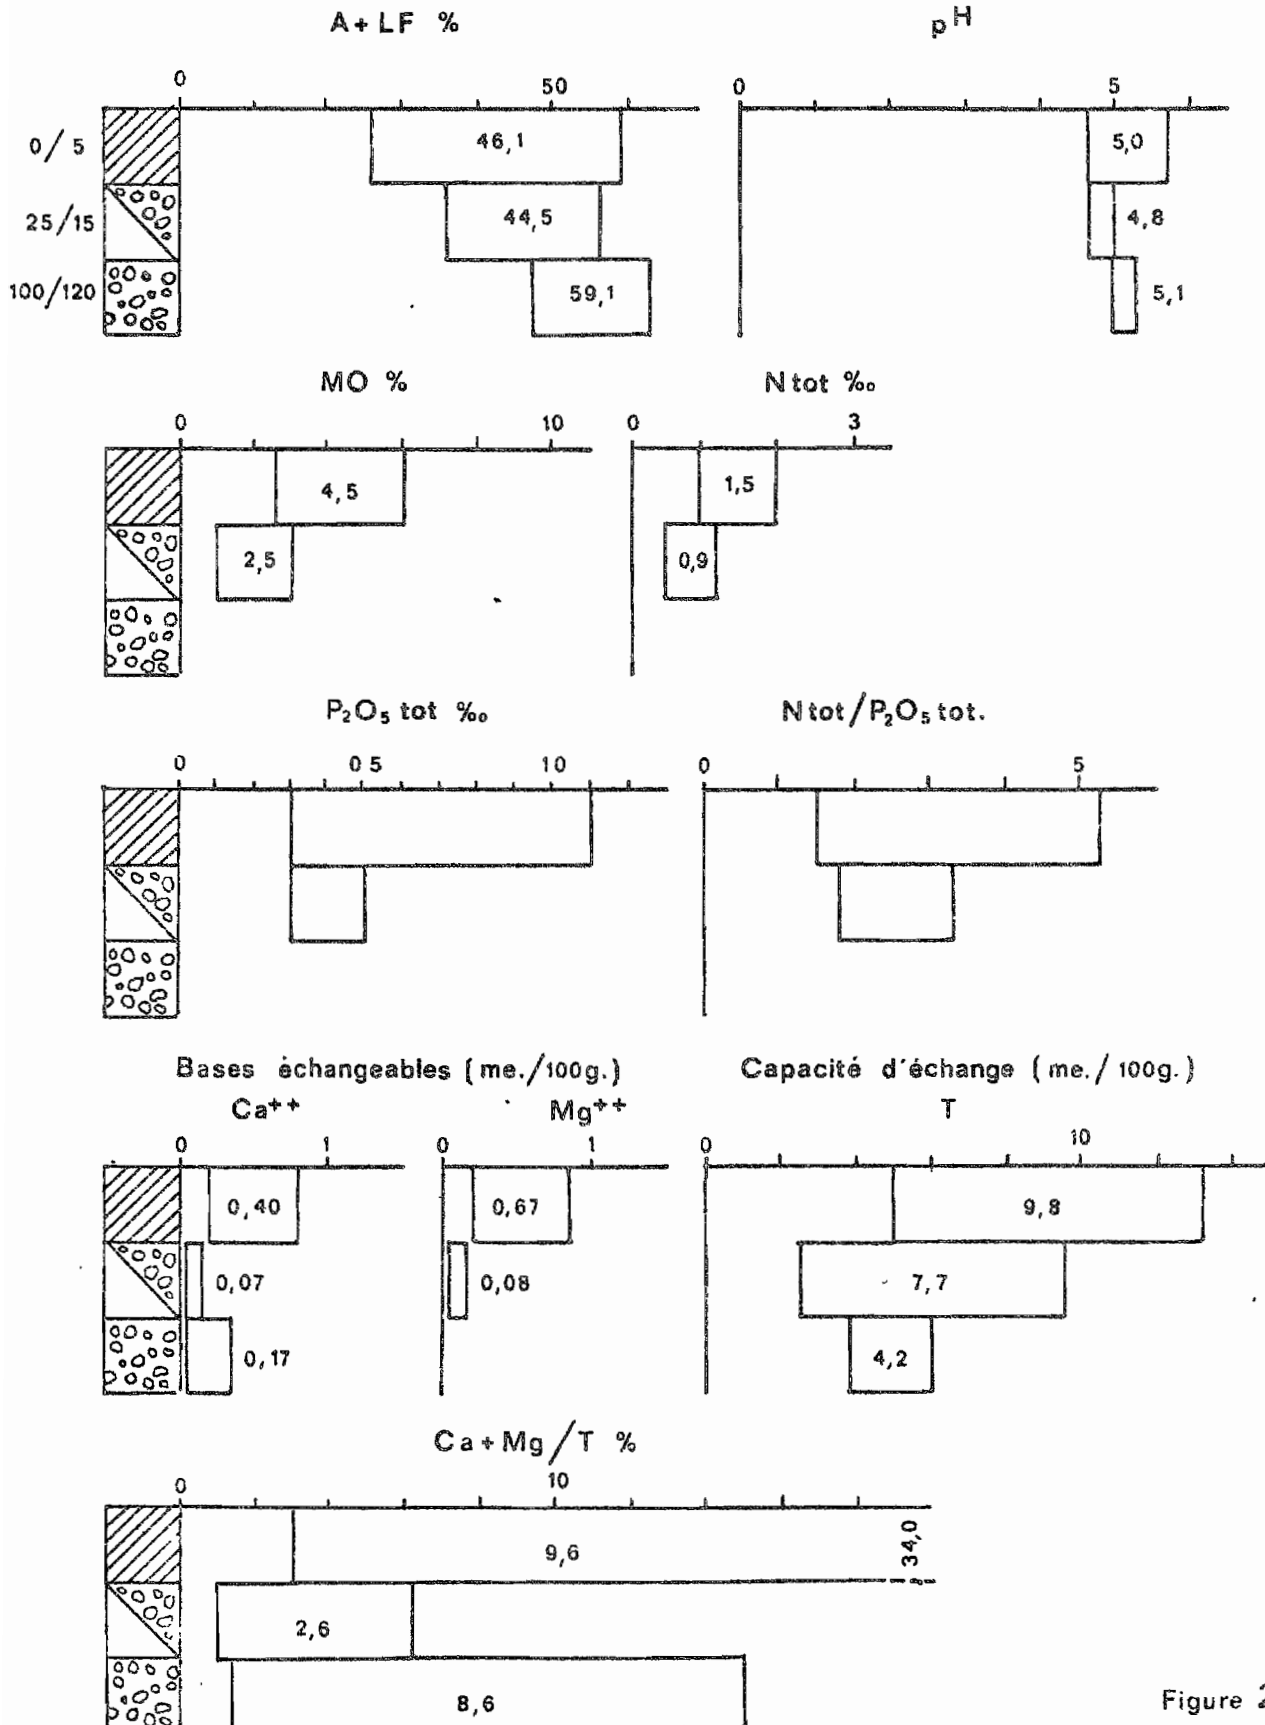 A+LF %
pH
0 50
0 5
0/5 46,1 5,0
25/15 44,5 4,8
100/120 59,1 5,1
MO %
N tot ‰
0 10
0 3
4,5 1,5
2,5 0,9
P₂O₅ tot ‰
N tot/P₂O₅ tot.
0 05 10
0 5
Bases échangeables (me./100g.)
Capacité d'échange (me./100g.)
Ca++
Mg++
T
0 1
0 1
0 10
0,40 0,67 9,8
0,07 0,08 7,7
0,17 4,2
Ca+Mg/T %
0 10
9,6 34,0
2,6
8,6
Figure 2